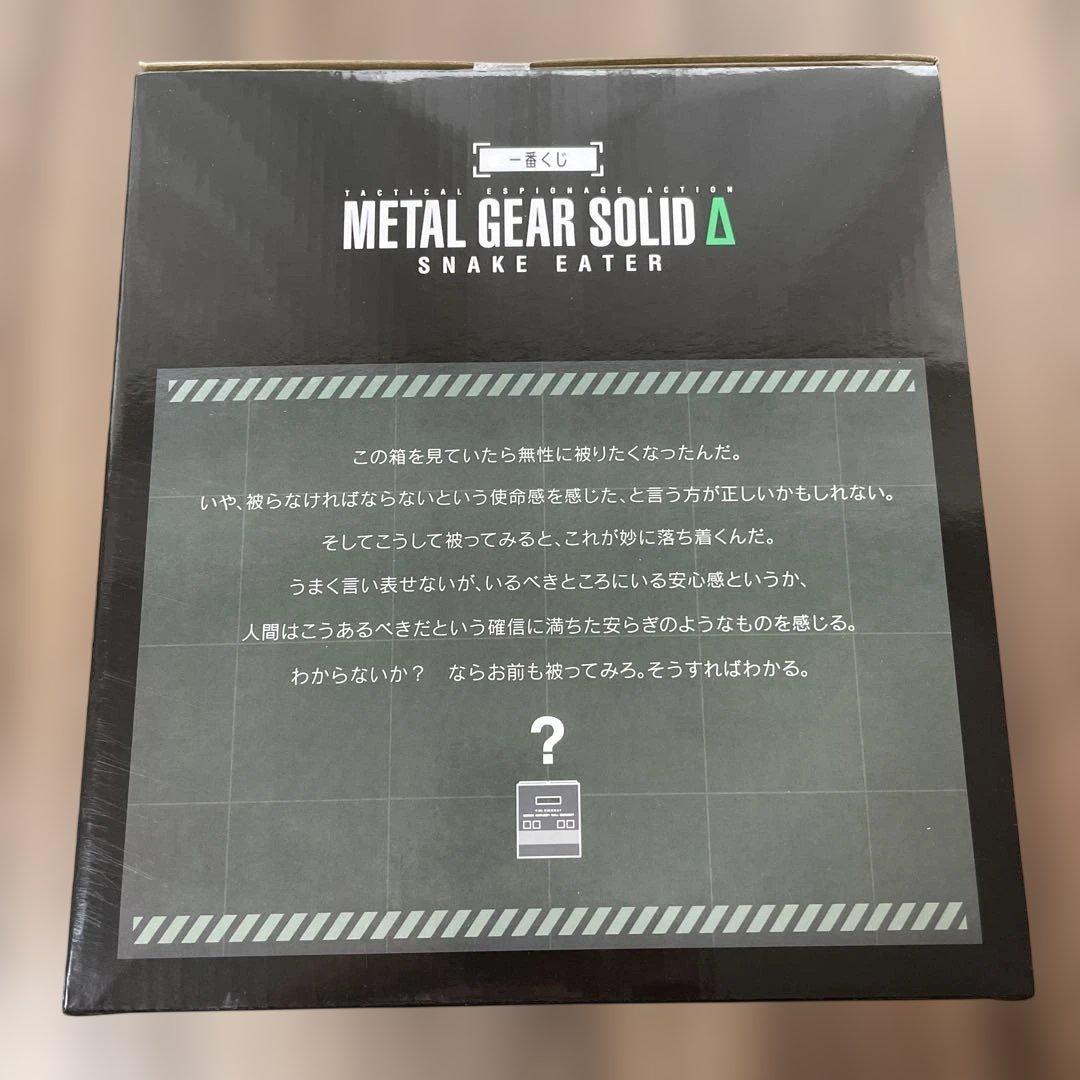 一番くじ
TACTICAL ESPIONAGE ACTION
METAL GEAR SOLID Δ
SNAKE EATER
この箱を見ていたら無性に被りたくなったんだ。
いや、被らなければならないという使命感を感じた、と言う方が正しいかもしれない。
そしてこうして被ってみると、これが妙に落ち着くんだ。
うまく言い表せないが、いるべきところにいる安心感というか、
人間はこうあるべきだという確信に満ちた安らぎのようなものを感じる。
わからないか？　ならお前も被ってみろ。そうすればわかる。
?